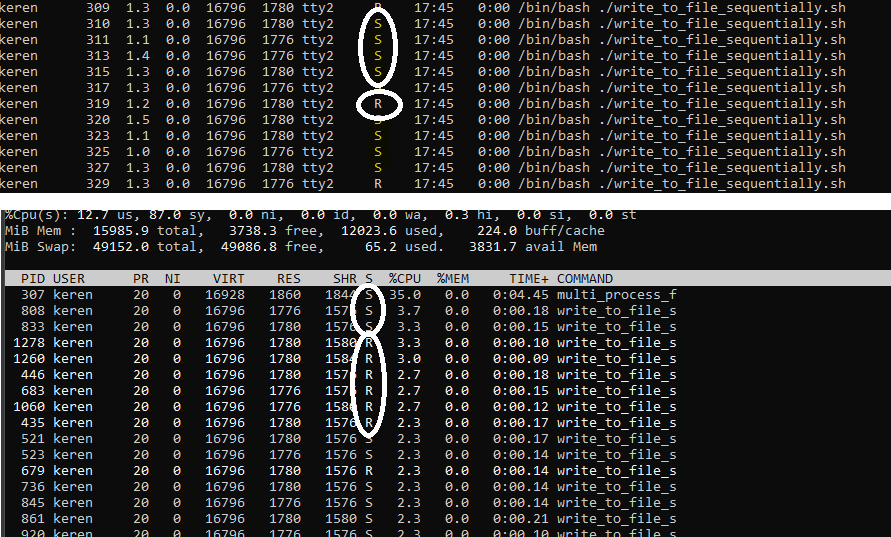 keren 309 1.3 0.0 16796 1780 tty2 R 17:45 0:00 /bin/bash ./write_to_file_sequentially.sh
keren 310 1.3 0.0 16796 1780 tty2 S 17:45 0:00 /bin/bash ./write_to_file_sequentially.sh
keren 311 1.1 0.0 16796 1776 tty2 S 17:45 0:00 /bin/bash ./write_to_file_sequentially.sh
keren 313 1.4 0.0 16796 1776 tty2 S 17:45 0:00 /bin/bash ./write_to_file_sequentially.sh
keren 315 1.3 0.0 16796 1780 tty2 S 17:45 0:00 /bin/bash ./write_to_file_sequentially.sh
keren 317 1.3 0.0 16796 1776 tty2 S 17:45 0:00 /bin/bash ./write_to_file_sequentially.sh
keren 319 1.2 0.0 16796 1780 tty2 R 17:45 0:00 /bin/bash ./write_to_file_sequentially.sh
keren 320 1.5 0.0 16796 1780 tty2 S 17:45 0:00 /bin/bash ./write_to_file_sequentially.sh
keren 323 1.1 0.0 16796 1776 tty2 S 17:45 0:00 /bin/bash ./write_to_file_sequentially.sh
keren 325 1.0 0.0 16796 1776 tty2 S 17:45 0:00 /bin/bash ./write_to_file_sequentially.sh
keren 327 1.3 0.0 16796 1780 tty2 S 17:45 0:00 /bin/bash ./write_to_file_sequentially.sh
keren 329 1.3 0.0 16796 1776 tty2 R 17:45 0:00 /bin/bash ./write_to_file_sequentially.sh
%Cpu(s): 12.7 us, 87.0 sy, 0.0 ni, 0.0 id, 0.0 wa, 0.3 hi, 0.0 si, 0.0 st
MiB Mem : 15985.9 total, 3738.3 free, 12023.6 used, 224.0 buff/cache
MiB Swap: 49152.0 total, 49086.8 free, 65.2 used. 3831.7 avail Mem
PID USER PR NI VIRT RES SHR S %CPU %MEM TIME+ COMMAND
307 keren 20 0 16928 1860 1844 S 35.0 0.0 0:04.45 multi_process_f
808 keren 20 0 16796 1776 1576 S 3.7 0.0 0:00.18 write_to_file_s
833 keren 20 0 16796 1780 1576 S 3.3 0.0 0:00.15 write_to_file_s
1278 keren 20 0 16796 1780 1580 R 3.3 0.0 0:00.10 write_to_file_s
1260 keren 20 0 16796 1780 1584 R 3.0 0.0 0:00.09 write_to_file_s
446 keren 20 0 16796 1780 1576 R 2.7 0.0 0:00.18 write_to_file_s
683 keren 20 0 16796 1776 1576 R 2.7 0.0 0:00.15 write_to_file_s
1060 keren 20 0 16796 1776 1580 R 2.7 0.0 0:00.12 write_to_file_s
435 keren 20 0 16796 1780 1576 R 2.3 0.0 0:00.17 write_to_file_s
521 keren 20 0 16796 1780 1576 S 2.3 0.0 0:00.17 write_to_file_s
523 keren 20 0 16796 1776 1576 S 2.3 0.0 0:00.14 write_to_file_s
679 keren 20 0 16796 1780 1576 R 2.3 0.0 0:00.14 write_to_file_s
736 keren 20 0 16796 1780 1576 S 2.3 0.0 0:00.14 write_to_file_s
845 keren 20 0 16796 1776 1576 S 2.3 0.0 0:00.14 write_to_file_s
861 keren 20 0 16796 1780 1580 S 2.3 0.0 0:00.21 write_to_file_s
920 keren 20 0 16796 1776 1576 S 2.3 0.0 0:00.10 write_to_file_s